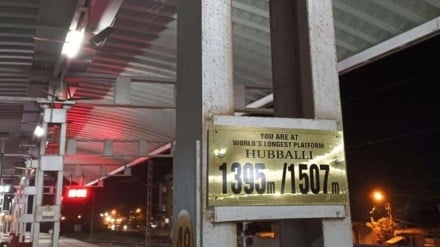 YOU ARE AT
WORLD'S LONGEST PLATFORM
HUBBALLI
1395m /1507m